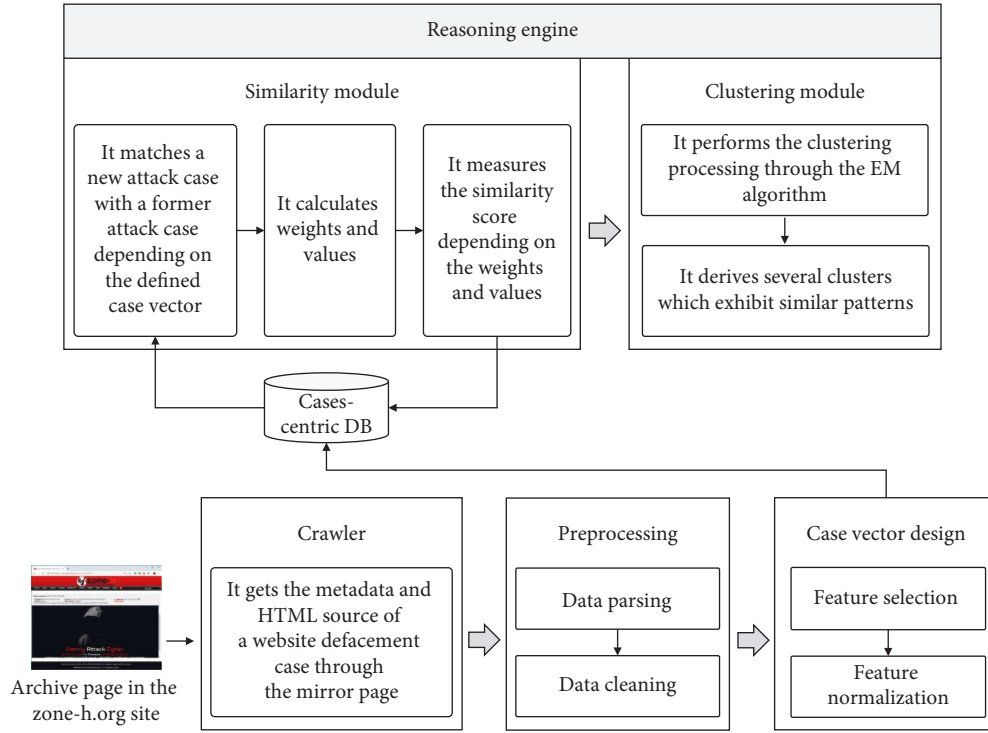 Reasoning engine
Similarity module
It matches a
new attack case
with a former
attack case
depending on
the defined
case vector
It calculates
weights and
values
It measures
the similarity
score
depending on
the weights
and values
Clustering module
It performs the clustering
processing through the EM
algorithm
It derives several clusters
which exhibit similar patterns
Cases-
centric DB
zone-
Family Attack Cyber
Archive page in the
zone-h.org site
Crawler
It gets the metadata and
HTML source of
a website defacement
case through
the mirror page
Preprocessing
Data parsing
Data cleaning
Case vector design
Feature selection
Feature
normalization